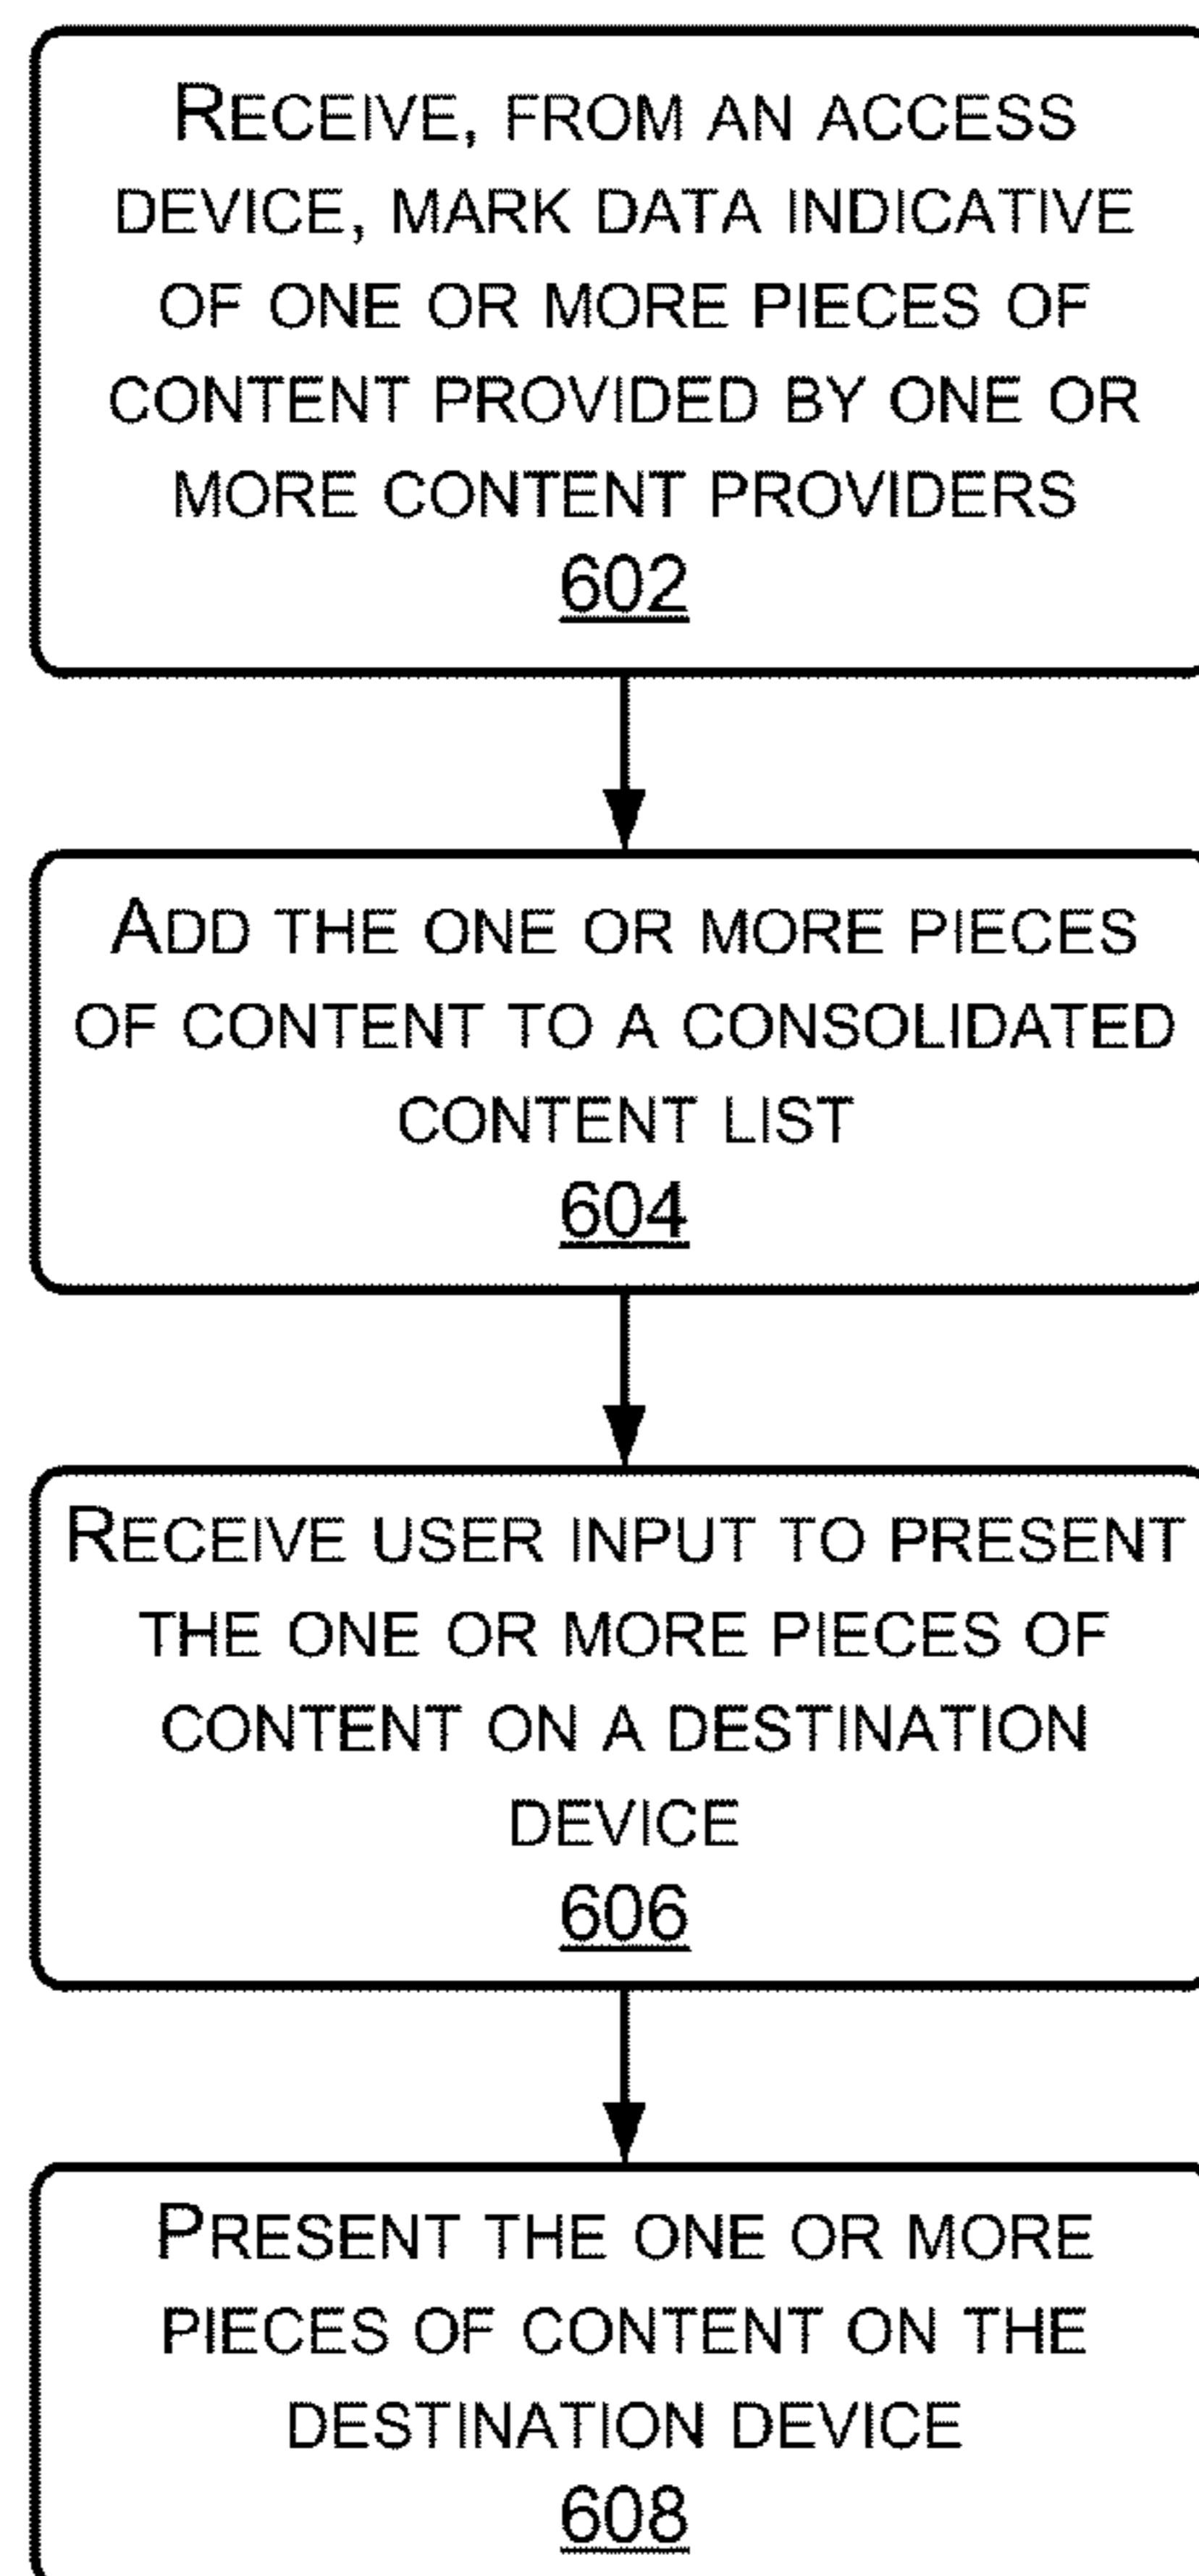 RECEIVE, FROM AN ACCESS
DEVICE, MARK DATA INDICATIVE
OF ONE OR MORE PIECES OF
CONTENT PROVIDED BY ONE OR
MORE CONTENT PROVIDERS
602
ADD THE ONE OR MORE PIECES
OF CONTENT TO A CONSOLIDATED
CONTENT LIST
604
RECEIVE USER INPUT TO PRESENT
THE ONE OR MORE PIECES OF
CONTENT ON A DESTINATION
DEVICE
606
PRESENT THE ONE OR MORE
PIECES OF CONTENT ON THE
DESTINATION DEVICE
608